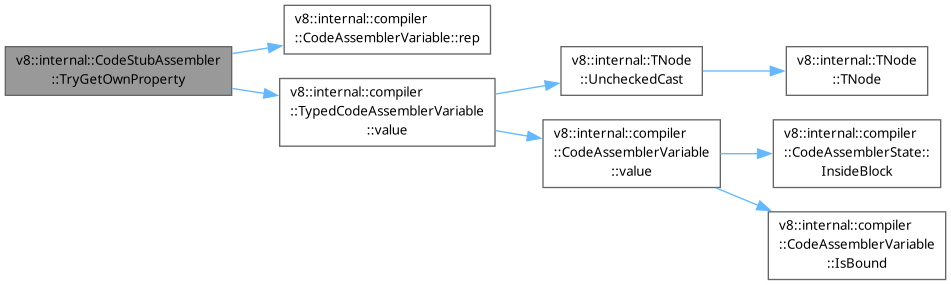 v8::internal::CodeStubAssembler
::TryGetOwnProperty
v8::internal::compiler
::CodeAssemblerVariable::rep
v8::internal::compiler
::TypedCodeAssemblerVariable
::value
v8::internal::TNode
::UncheckedCast
v8::internal::TNode
::TNode
v8::internal::compiler
::CodeAssemblerVariable
::value
v8::internal::compiler
::CodeAssemblerState::
InsideBlock
v8::internal::compiler
::CodeAssemblerVariable
::IsBound